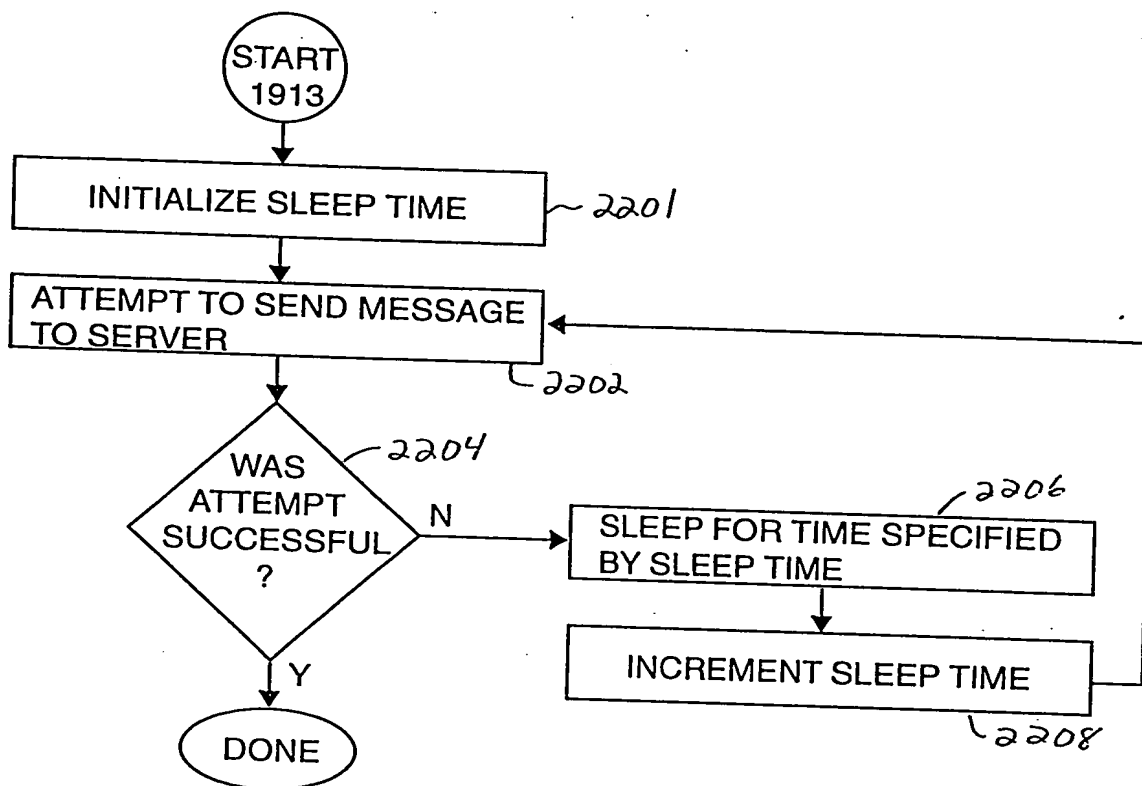 START
1913
INITIALIZE SLEEP TIME
2201
ATTEMPT TO SEND MESSAGE
TO SERVER
2202
WAS
ATTEMPT
SUCCESSFUL
?
2204
N
2206
SLEEP FOR TIME SPECIFIED
BY SLEEP TIME
INCREMENT SLEEP TIME
2208
Y
DONE